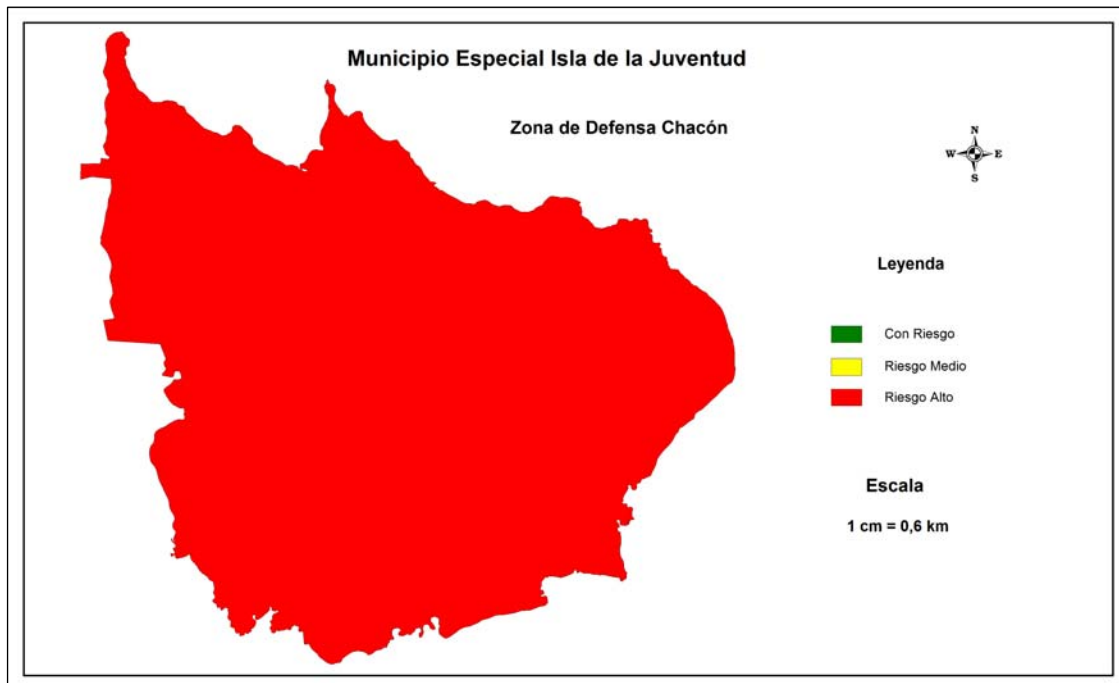 Municipio Especial Isla de la Juventud
Zona de Defensa Chacón
N
W E
S
Leyenda
Con Riesgo
Riesgo Medio
Riesgo Alto
Escala
1 cm = 0,6 km